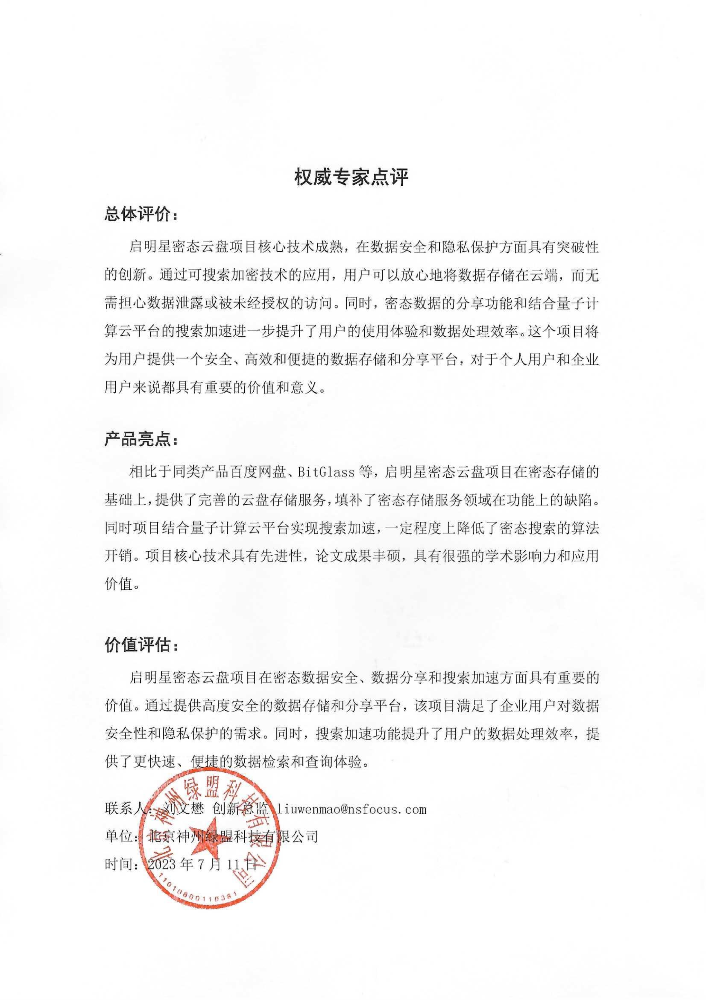 权威专家点评
总体评价：
启明星密态云盘项目核心技术成熟，在数据安全和隐私保护方面具有突破性
的创新。通过可搜索加密技术的应用，用户可以放心地将数据存储在云端，而无
需担心数据泄露或被未经授权的访问。同时，密态数据的分享功能和结合量子计
算云平台的搜索加速进一步提升了用户的使用体验和数据处理效率。这个项目将
为用户提供一个安全、高效和便捷的数据存储和分享平台，对于个人用户和企业
用户来说都具有重要的价值和意义。
产品亮点：
相比于同类产品百度网盘、BitGlass 等，启明星密态云盘项目在密态存储的
基础上，提供了完善的云盘存储服务，填补了密态存储服务领域在功能上的缺陷。
同时项目结合量子计算云平台实现搜索加速，一定程度上降低了密态搜索的算法
开销。项目核心技术具有先进性，论文成果丰硕，具有很强的学术影响力和应用
价值。
价值评估：
启明星密态云盘项目在密态数据安全、数据分享和搜索加速方面具有重要的
价值。通过提供高度安全的数据存储和分享平台，该项目满足了企业用户对数据
安全性和隐私保护的需求。同时，搜索加速功能提升了用户的数据处理效率，提
供了更快速、便捷的数据检索和查询体验。
联系人：刘文懋 创新总监 liuwenmao@nsfocus.com
单位：北京神州绿盟科技有限公司
时间：2023 年 7 月 11 日
北京神州绿盟科技有限公司
11010800110381